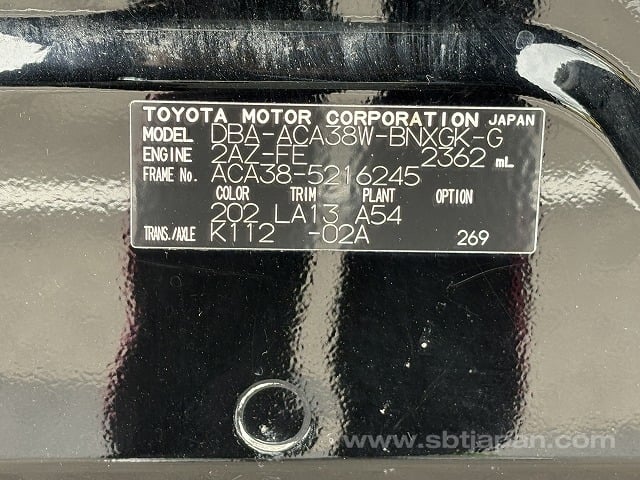 TOYOTA MOTOR CORPORATION JAPAN
MODEL DBA-ACA38W-BNXGK-G
ENGINE 2AZ-FE 2362 mL
FRAME No. ACA38-5216245
COLOR TRIM PLANT OPTION
202 LA13 A54
TRANS./AXLE K112 -02A 269
www.sbtjapan.com